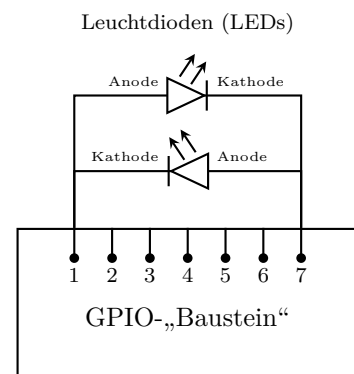 Leuchtdioden (LEDs)
Anode Kathode
Kathode Anode
1 2 3 4 5 6 7
GPIO-„Baustein“